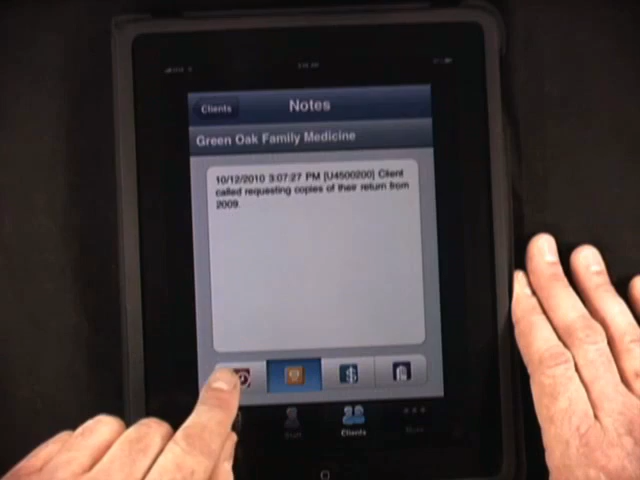 Clients
Notes
Green Oak Family Medicine
10/12/2010 3:07:27 PM [U4500200] Client
called requesting copies of their return from
2009.
Staff
Clients